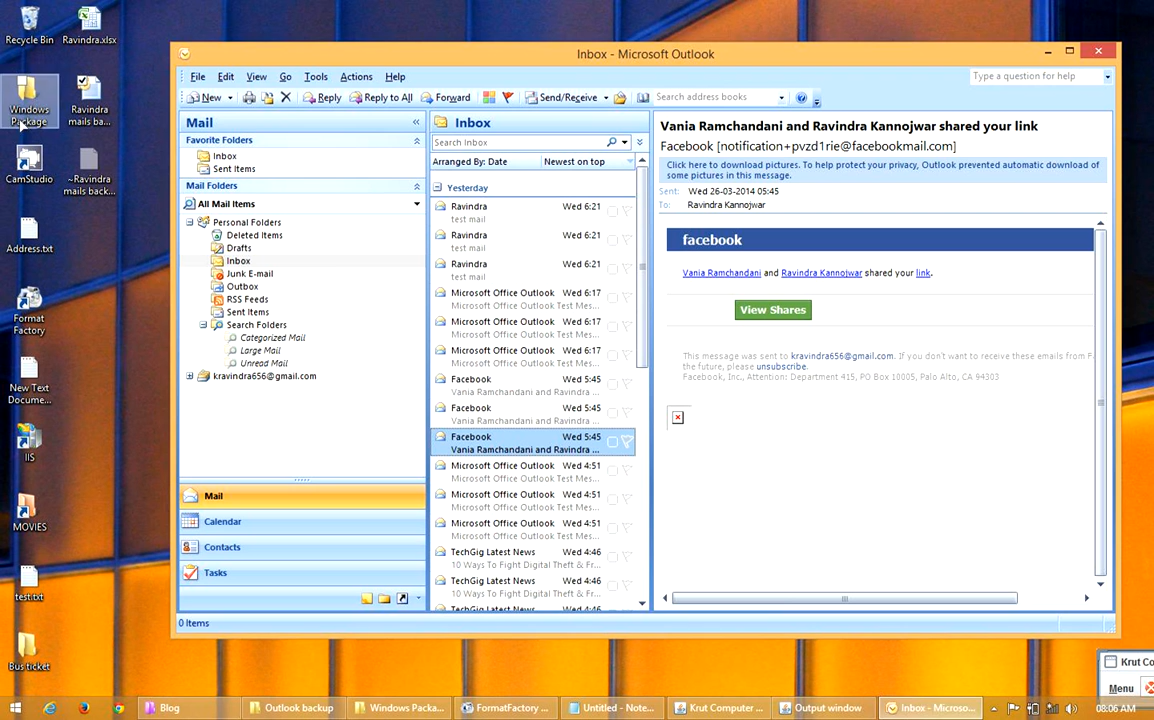 Recycle Bin
Ravindra.xlsx
Windows Package
Ravindra mails ba...
CamStudio
~Ravindra mails back...
Address.txt
Format Factory
New Text Docume...
IIS
MOVIES
test.txt
Bus ticket
Inbox - Microsoft Outlook
File Edit View Go Tools Actions Help
Type a question for help
New Reply Reply to All Forward Send/Receive Search address books
Mail
Favorite Folders
Inbox
Sent Items
Mail Folders
All Mail Items
Personal Folders
Deleted Items
Drafts
Inbox
Junk E-mail
Outbox
RSS Feeds
Sent Items
Search Folders
Categorized Mail
Large Mail
Unread Mail
kravindra656@gmail.com
Mail
Calendar
Contacts
Tasks
Inbox
Search Inbox
Arranged By: Date Newest on top
Yesterday
Ravindra Wed 6:21
test mail
Ravindra Wed 6:21
test mail
Ravindra Wed 6:21
test mail
Microsoft Office Outlook Wed 6:17
Microsoft Office Outlook Test Mes...
Microsoft Office Outlook Wed 6:17
Microsoft Office Outlook Test Mes...
Microsoft Office Outlook Wed 6:17
Microsoft Office Outlook Test Mes...
Facebook Wed 5:45
Vania Ramchandani and Ravindra ...
Facebook Wed 5:45
Vania Ramchandani and Ravindra ...
Facebook Wed 5:45
Vania Ramchandani and Ravindra ...
Microsoft Office Outlook Wed 4:51
Microsoft Office Outlook Test Mes...
Microsoft Office Outlook Wed 4:51
Microsoft Office Outlook Test Mes...
Microsoft Office Outlook Wed 4:51
Microsoft Office Outlook Test Mes...
TechGig Latest News Wed 4:46
10 Ways To Fight Digital Theft & Fr...
TechGig Latest News Wed 4:46
10 Ways To Fight Digital Theft & Fr...
TechGig Latest News Wed 4:46
Vania Ramchandani and Ravindra Kannojwar shared your link
Facebook [notification+pvzd1rie@facebookmail.com]
Click here to download pictures. To help protect your privacy, Outlook prevented automatic download of
some pictures in this message.
Sent: Wed 26-03-2014 05:45
To: Ravindra Kannojwar
facebook
Vania Ramchandani and Ravindra Kannojwar shared your link.
View Shares
This message was sent to kravindra656@gmail.com. If you don't want to receive these emails from F
the future, please unsubscribe.
Facebook, Inc., Attention: Department 415, PO Box 10005, Palo Alto, CA 94303
0 Items
Krut Co
Menu
Blog Outlook backup Windows Packa... FormatFactory ... Untitled - Note... Krut Computer ... Output window Inbox - Microso... 08:06 AM